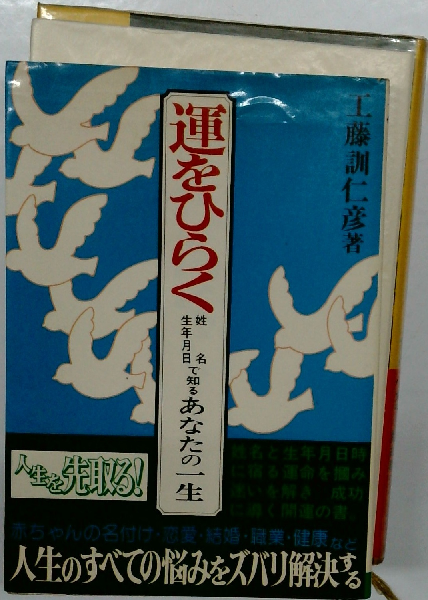 運をひらく
姓名
生年月日
で知る
あなたの一生
工藤訓仁彦著
人生を先取る!
姓名と生年月日時
に宿る運命を掴み
迷いを解き 成功
に導く開運の書。
赤ちゃんの名付け・恋愛・結婚・職業・健康など
人生のすべての悩みをズバリ解決する